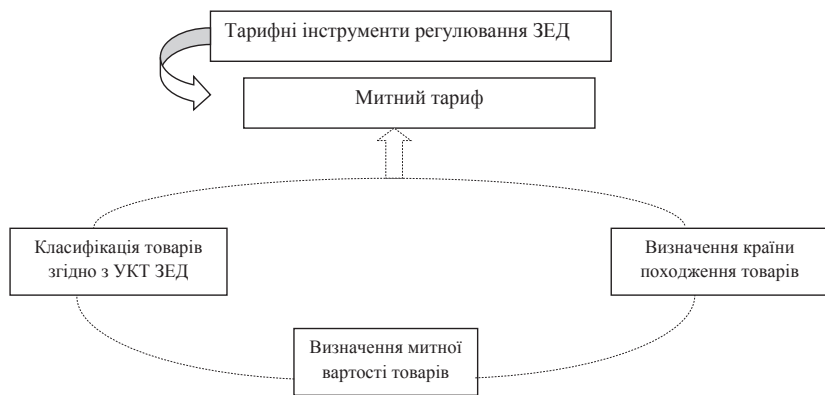 Тарифні інструменти регулювання ЗЕД
Митний тариф
Класифікація товарів
згідно з УКТ ЗЕД
Визначення країни
походження товарів
Визначення митної
вартості товарів